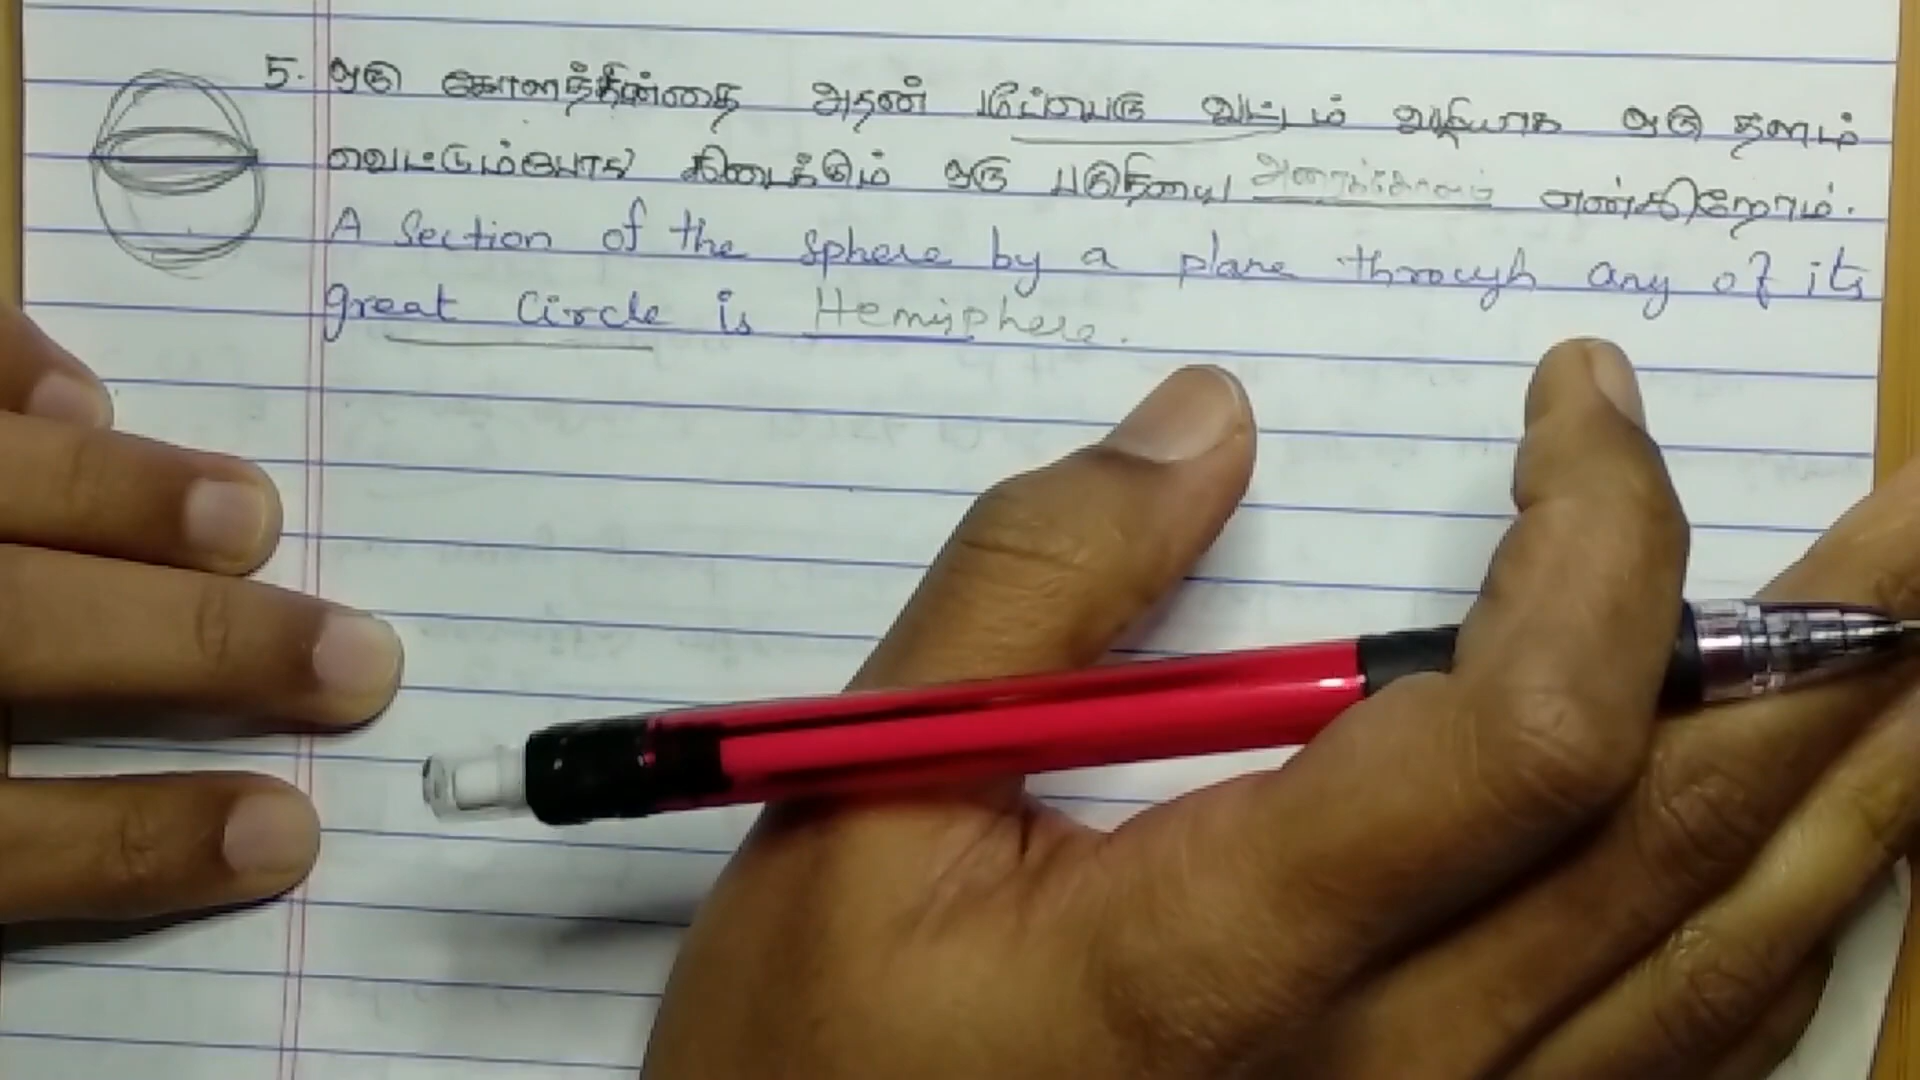 5. ஒரு கோளத்தின்தை அதன் மீப்பெரு வட்டம் வழியாக ஒரு தளம்
வெட்டும்போது கிடைக்கும் ஒரு பகுதியை அரைக்கோளம் என்கிறோம்.
A Section of the Sphere by a plane through any of its
great Circle is Hemisphere.